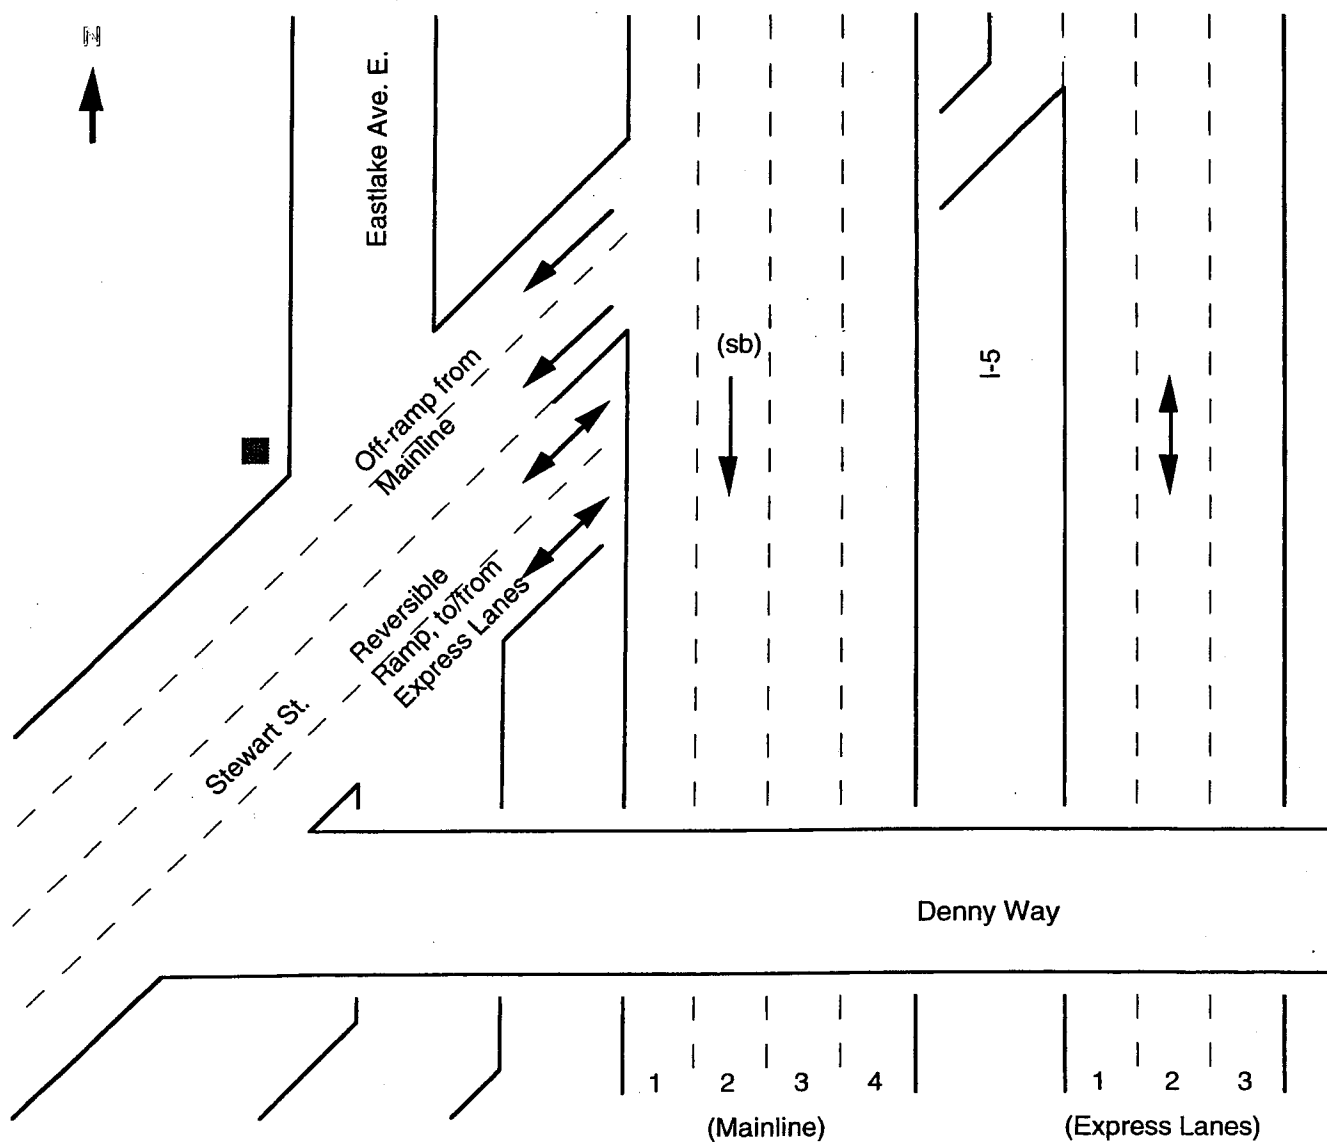 N
Eastlake Ave. E.
(sb)
I-5
Off-ramp from
Mainline
Reversible
Ramp, to/from
Express Lanes
Stewart St.
Denny Way
1 2 3 4 1 2 3
(Mainline) (Express Lanes)